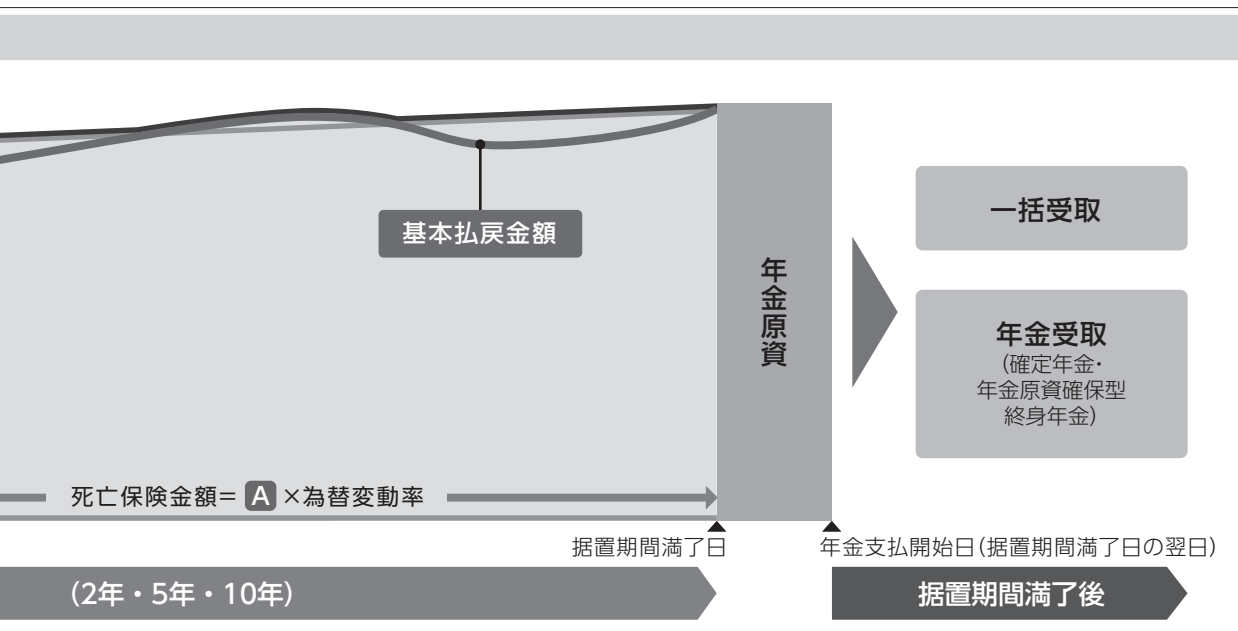 基本払戻金額
年金原資
一括受取
年金受取
(確定年金・
年金原資確保型
終身年金)
死亡保険金額= A ×為替変動率
据置期間満了日
年金支払開始日(据置期間満了日の翌日)
(2年・5年・10年)
据置期間満了後